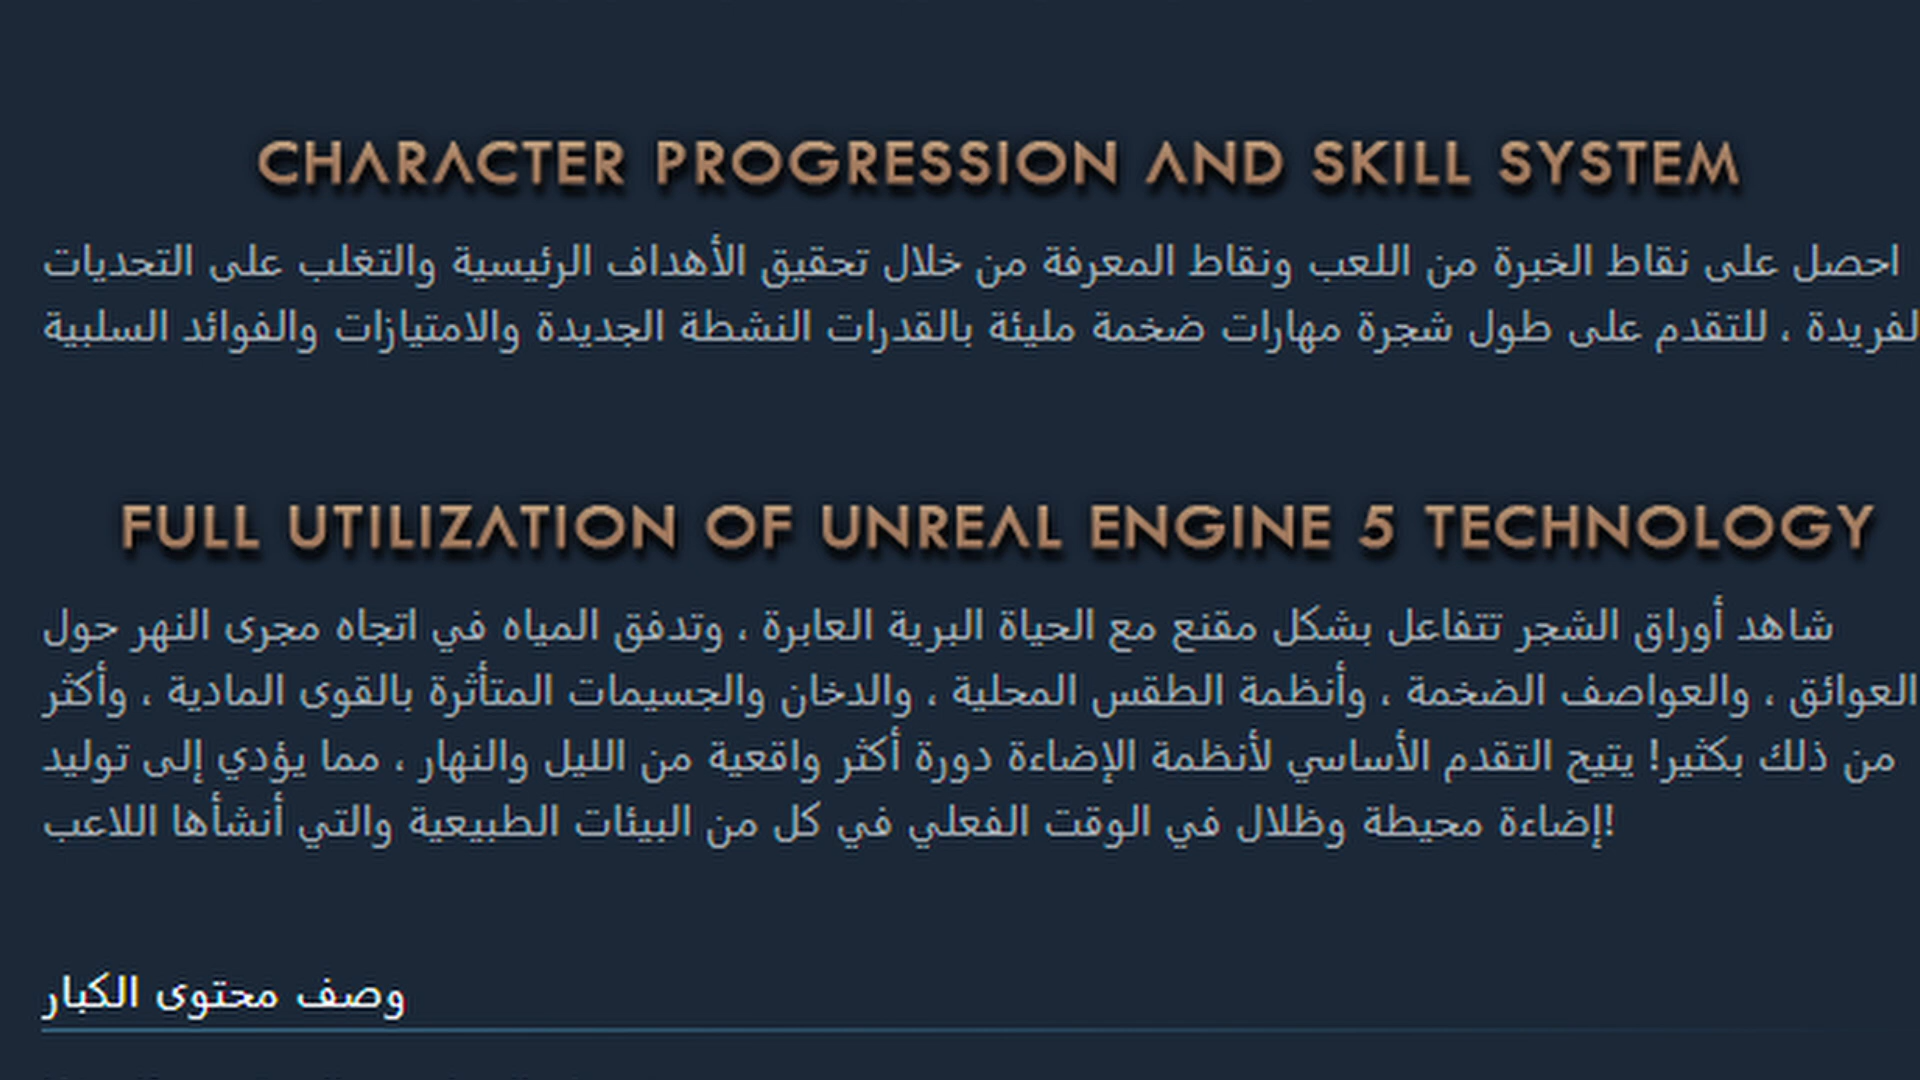 CHARACTER PROGRESSION AND SKILL SYSTEM
احصل على نقاط الخبرة من اللعب ونقاط المعرفة من خلال تحقيق الأهداف الرئيسية والتغلب على التحديات
لفريدة ، للتقدم على طول شجرة مهارات ضخمة مليئة بالقدرات النشطة الجديدة والامتيازات والفوائد السلبية
FULL UTILIZATION OF UNREAL ENGINE 5 TECHNOLOGY
شاهد أوراق الشجر تتفاعل بشكل مقنع مع الحياة البرية العابرة ، وتدفق المياه في اتجاه مجرى النهر حول
العوائق ، والعواصف الضخمة ، وأنظمة الطقس المحلية ، والدخان والجسيمات المتأثرة بالقوى المادية ، وأكثر
من ذلك بكثير! يتيح التقدم الأساسي لأنظمة الإضاءة دورة أكثر واقعية من الليل والنهار ، مما يؤدي إلى توليد
!إضاءة محيطة وظلال في الوقت الفعلي في كل من البيئات الطبيعية والتي أنشأها اللاعب
وصف محتوى الكبار